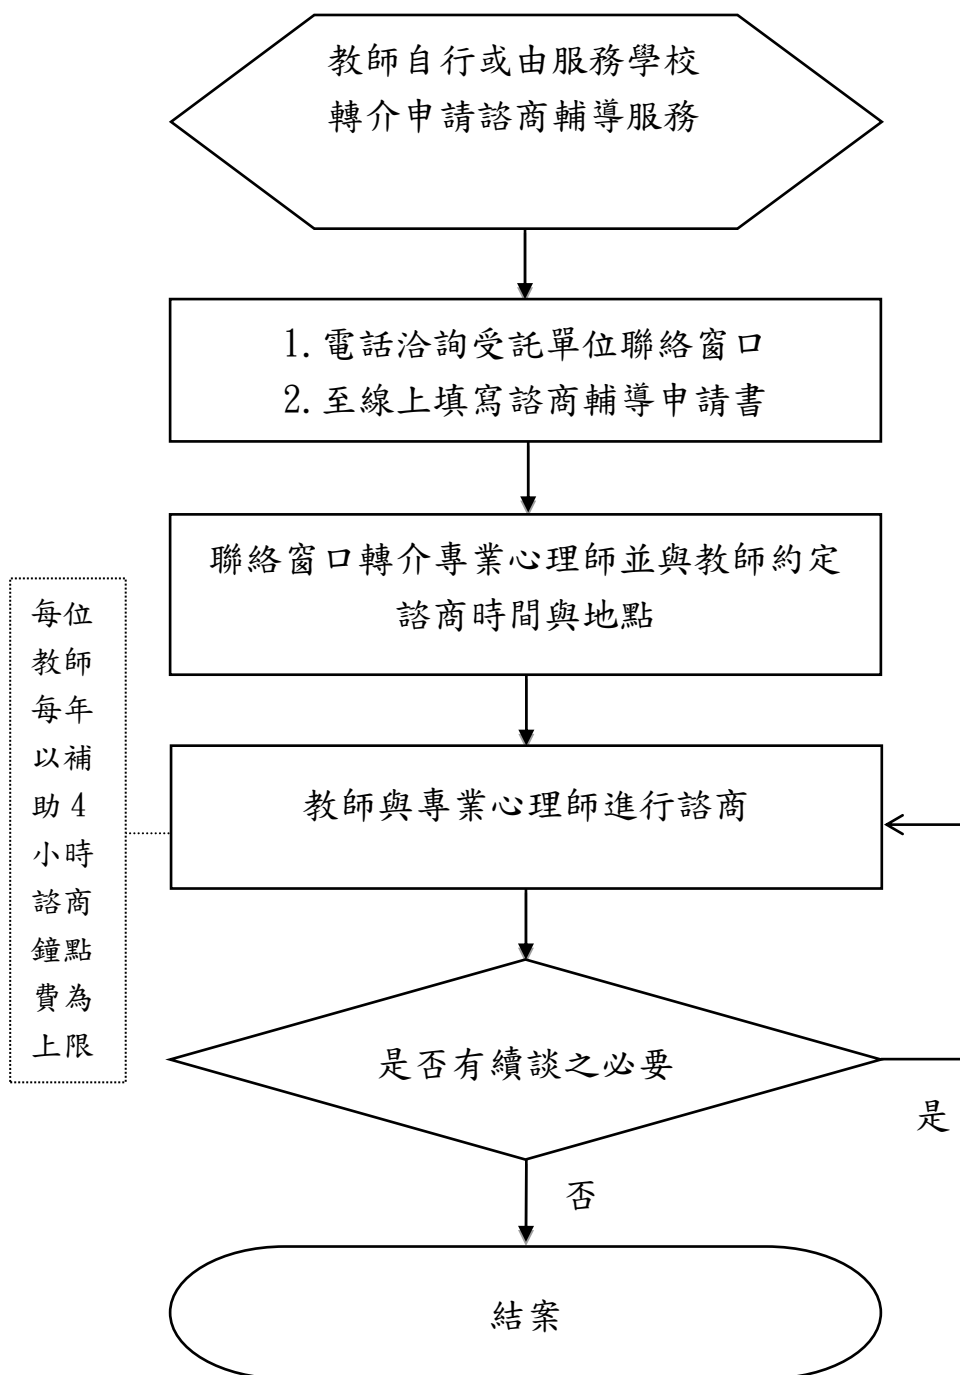 教師自行或由服務學校
轉介申請諮商輔導服務
1. 電話洽詢受託單位聯絡窗口
2. 至線上填寫諮商輔導申請書
聯絡窗口轉介專業心理師並與教師約定
諮商時間與地點
每位
教師
每年
以補
助 4
小時
諮商
鐘點
費為
上限
教師與專業心理師進行諮商
是否有續談之必要
是
否
結案